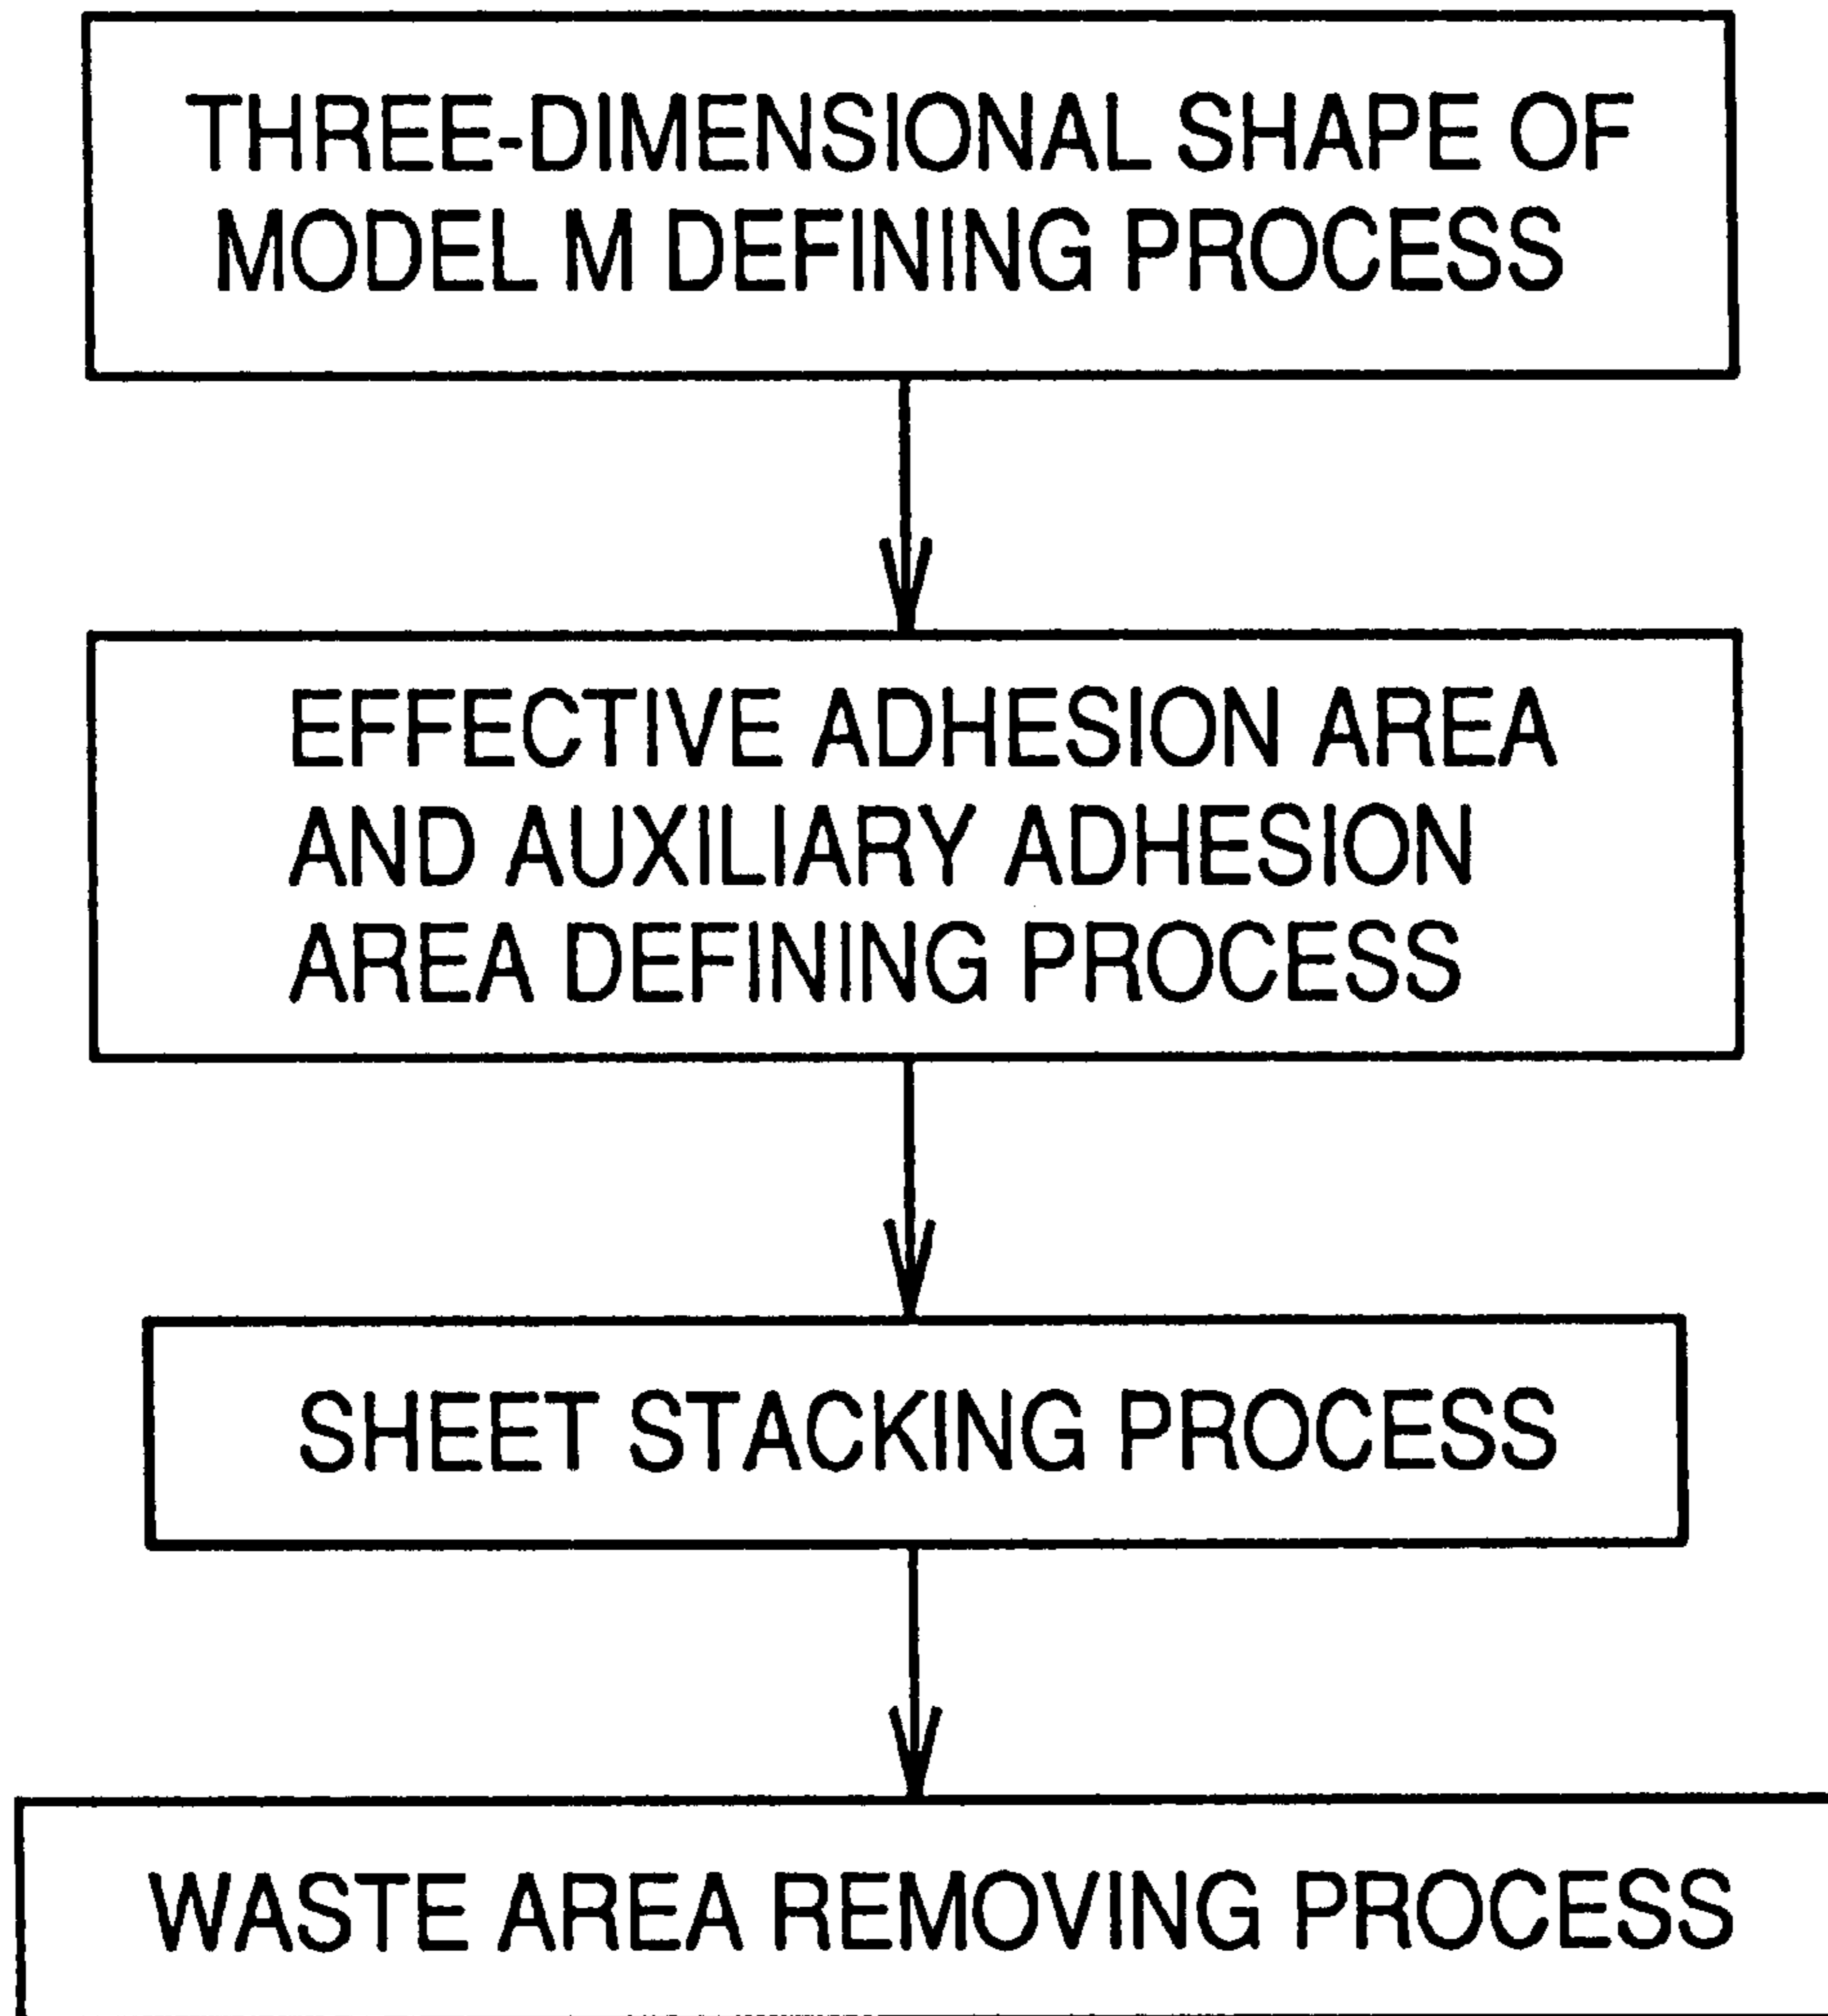 THREE-DIMENSIONAL SHAPE OF
MODEL M DEFINING PROCESS
EFFECTIVE ADHESION AREA
AND AUXILIARY ADHESION
AREA DEFINING PROCESS
SHEET STACKING PROCESS
WASTE AREA REMOVING PROCESS